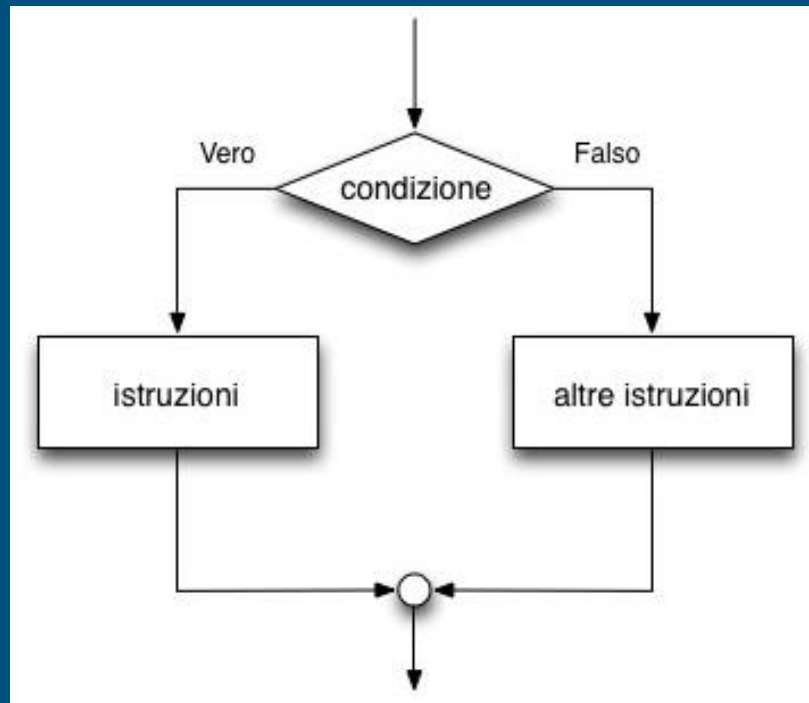 Vero
Falso
condizione
istruzioni
altre istruzioni